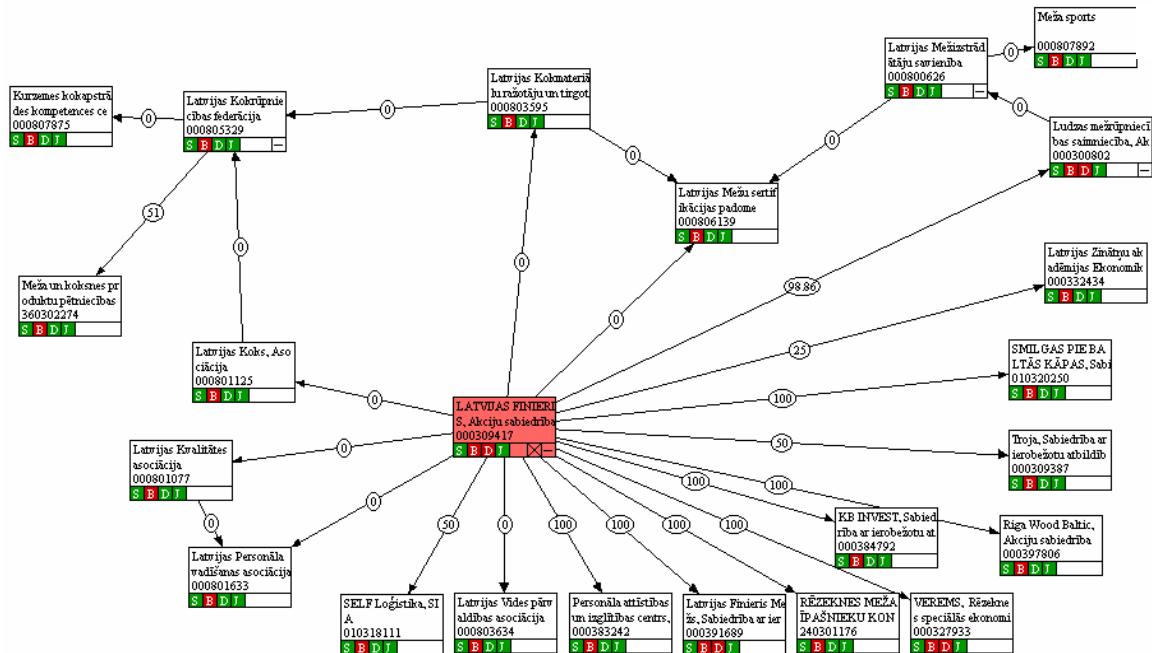 Meža sports
000807892
S B D J
0
Latvijas Mežizstrād
ātāju savienība
000800626
S B D J
Latvijas Kokmateriā
lu ražotāju un tirgot
000803595
S B D J
Kurzemes kokapstrā
des kompetences ce
000807875
S B D J
0
Latvijas Kokrūpnie
cības federācija
000805329
S B D J
0
0
0
0
Ludzas mežrūpniecī
bas saimniecība, Ak
000300802
S B D J
Latvijas Mežu sertif
ikācijas padome
000806139
S B D J
51
0
0
0
98.86
Latvijas Zinātņu ak
adēmijas Ekonomik
000332434
S B D J
Meža un koksnes pr
oduktu pētniecības
360302274
S B D J
25
Latvijas Koks, Aso
ciācija
000801125
S B D J
0
SMILGAS PIE BA
LTĀS KĀPAS, Sabi
010320250
S B D J
100
LATVIJAS FINIERI
S, Akciju sabiedrība
000309417
S B D J
50
Troja, Sabiedrība ar
ierobežotu atbildīb
000309387
S B D J
Latvijas Kvalitātes
asociācija
000801077
S B D J
0
0
0
100
100
KB INVEST, Sabied
rība ar ierobežotu at
000384792
S B D J
Riga Wood Baltic,
Akciju sabiedrība
000397806
S B D J
50
0
100
100
100
100
Latvijas Personāla
vadīšanas asociācija
000801633
S B D J
SELF Loģistika, SI
A
010318111
S B D J
Latvijas Vides pārv
aldības asociācija
000803634
S B D J
Personāla attīstības
un izglītības centrs,
000383242
S B D J
Latvijas Finieris Me
žs, Sabiedrība ar ier
000391689
S B D J
RĒZEKNES MEŽA
ĪPAŠNIEKU KON
240301176
S B D J
VEREMS, Rēzekne
s speciālās ekonomi
000327933
S B D J